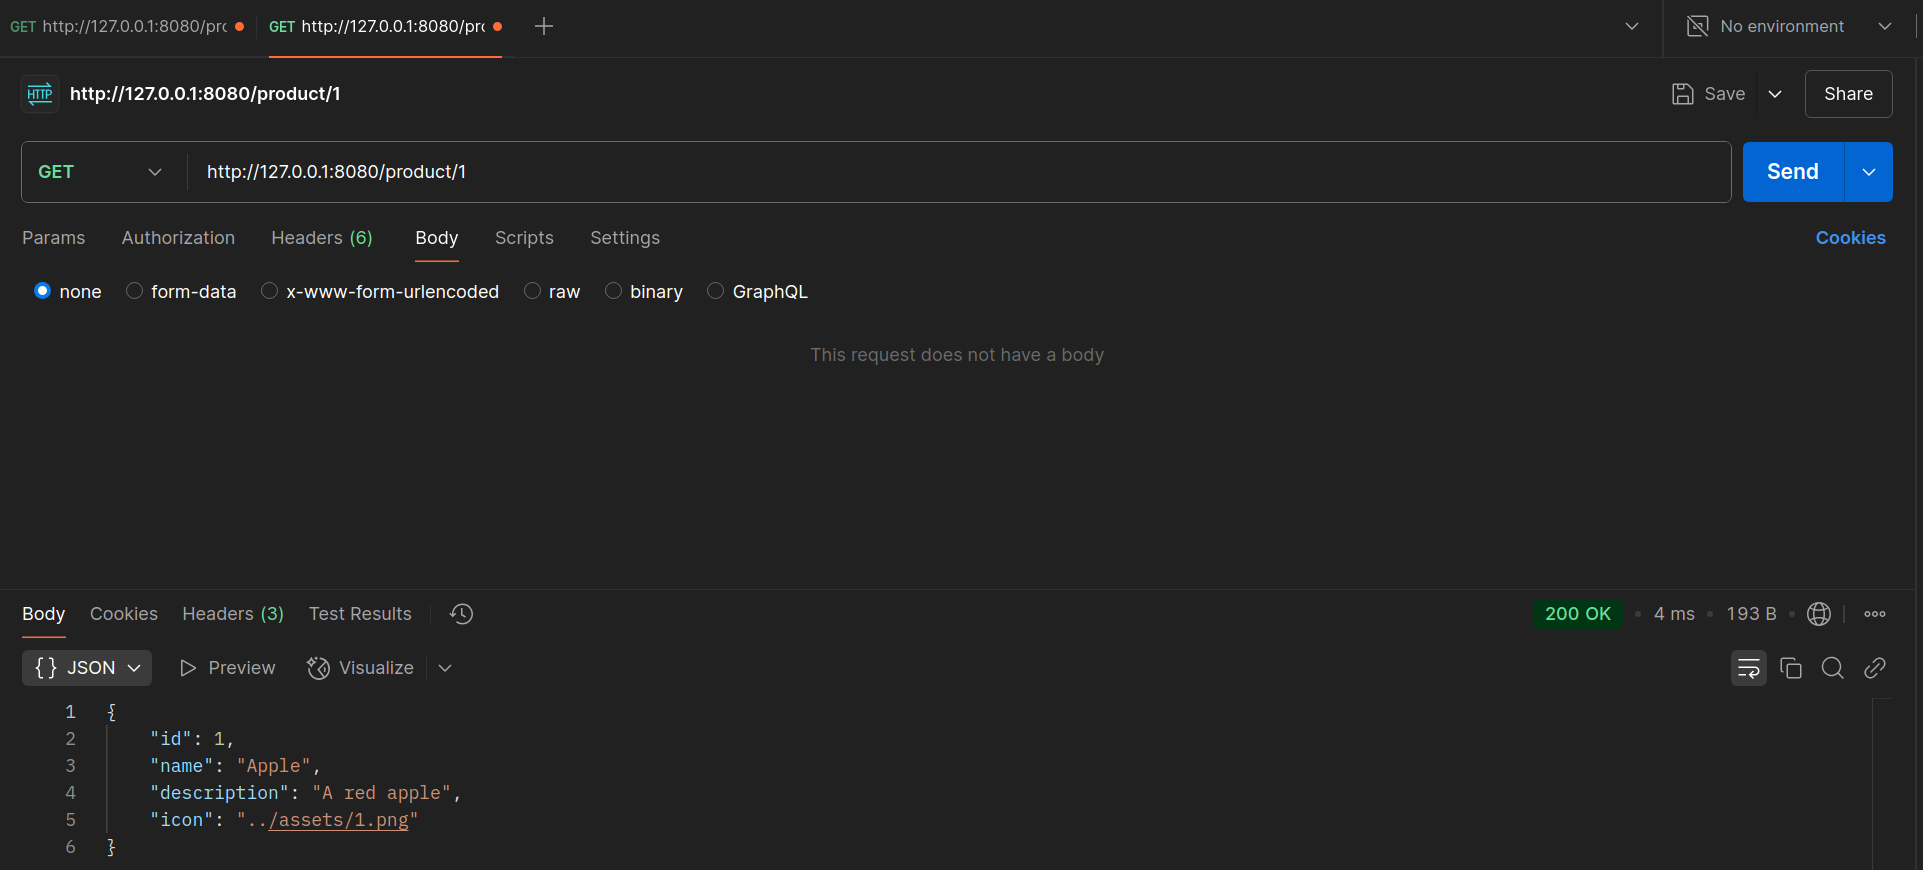 GET http://127.0.0.1:8080/pro GET http://127.0.0.1:8080/pro No environment
HTTP http://127.0.0.1:8080/product/1 Save Share
GET http://127.0.0.1:8080/product/1 Send
Params Authorization Headers (6) Body Scripts Settings Cookies
none form-data x-www-form-urlencoded raw binary GraphQL
This request does not have a body
Body Cookies Headers (3) Test Results 200 OK • 4 ms • 193 B •
{} JSON Preview Visualize
1 {
2 "id": 1,
3 "name": "Apple",
4 "description": "A red apple",
5 "icon": "../assets/1.png"
6 }